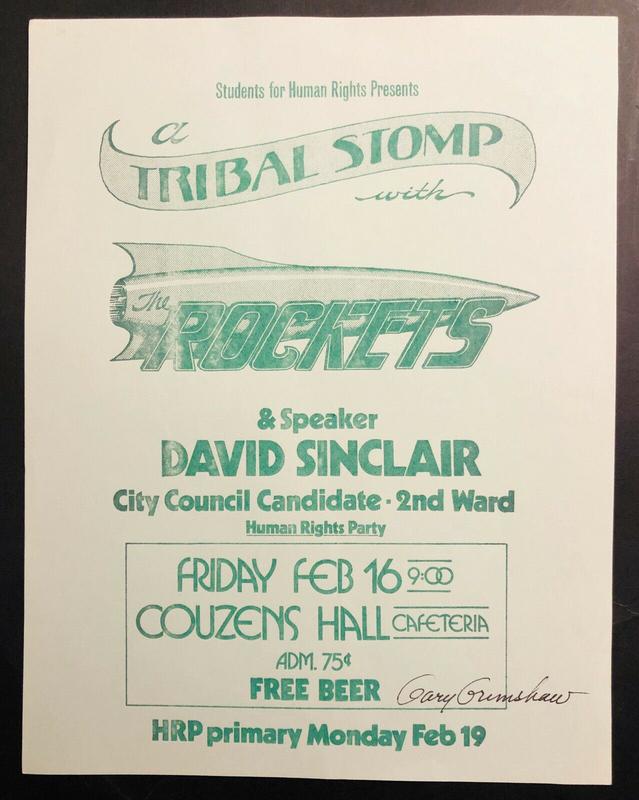 Students for Human Rights Presents
a
TRIBAL STOMP
with
The ROCKETS
& Speaker
DAVID SINCLAIR
City Council Candidate · 2nd Ward
Human Rights Party
FRIDAY FEB 16 9:00
COUZENS HALL CAFETERIA
ADM. 75¢
FREE BEER Gary Grimshaw
HRP primary Monday Feb 19